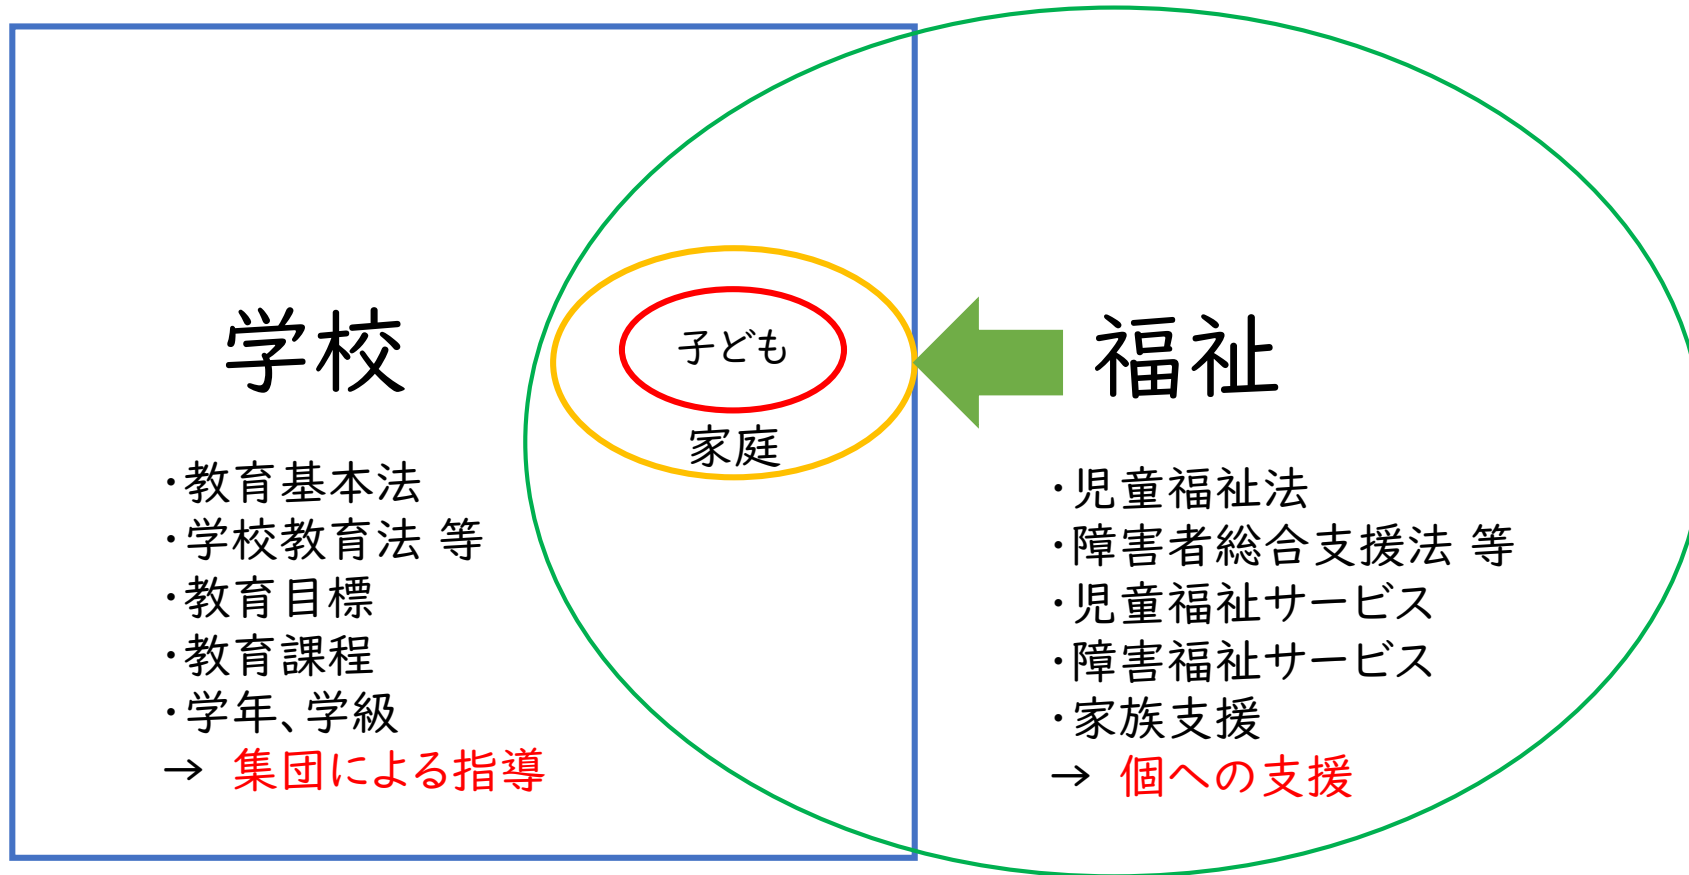 学校
・教育基本法
・学校教育法 等
・教育目標
・教育課程
・学年、学級
→ 集団による指導
子ども
家庭
福祉
・児童福祉法
・障害者総合支援法 等
・児童福祉サービス
・障害福祉サービス
・家族支援
→ 個への支援